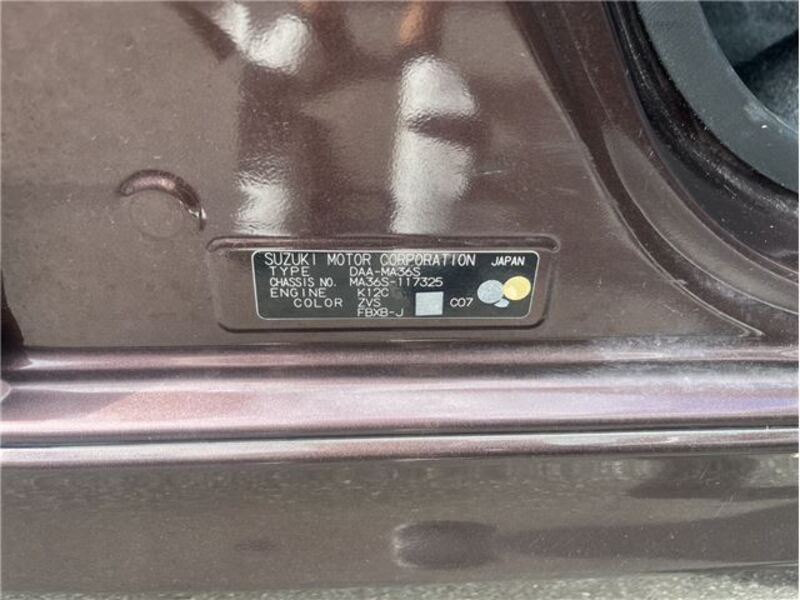 SUZUKI MOTOR CORPORATION JAPAN
TYPE DAA-MA36S
CHASSIS NO. MA36S-117325
ENGINE K12C
COLOR ZVS C07
FBXB-J